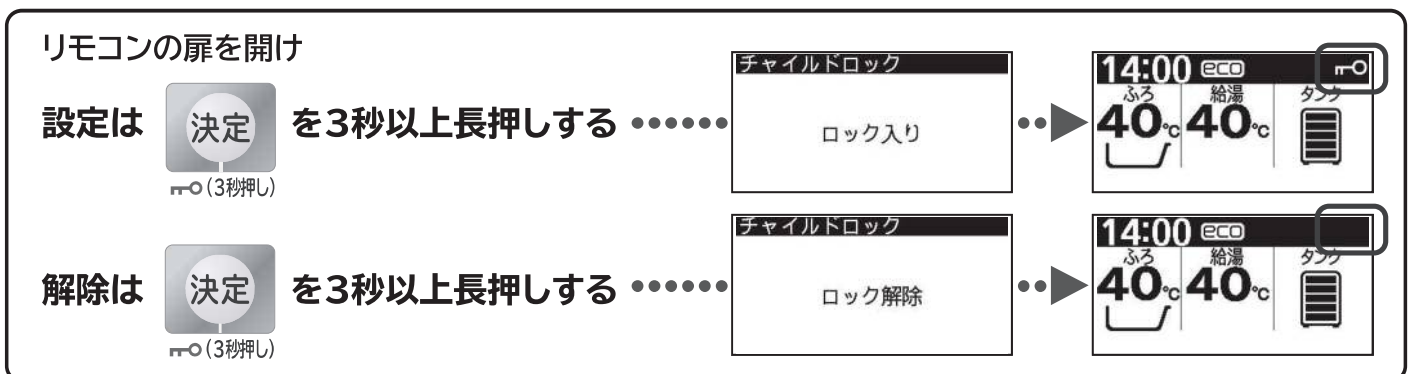 リモコンの扉を開け
設定は 決定 を3秒以上長押しする
(3秒押し)
チャイルドロック
ロック入り
14:00 eco
ふろ 給湯 タンク
40℃ 40℃
解除は 決定 を3秒以上長押しする
(3秒押し)
チャイルドロック
ロック解除
14:00 eco
ふろ 給湯 タンク
40℃ 40℃